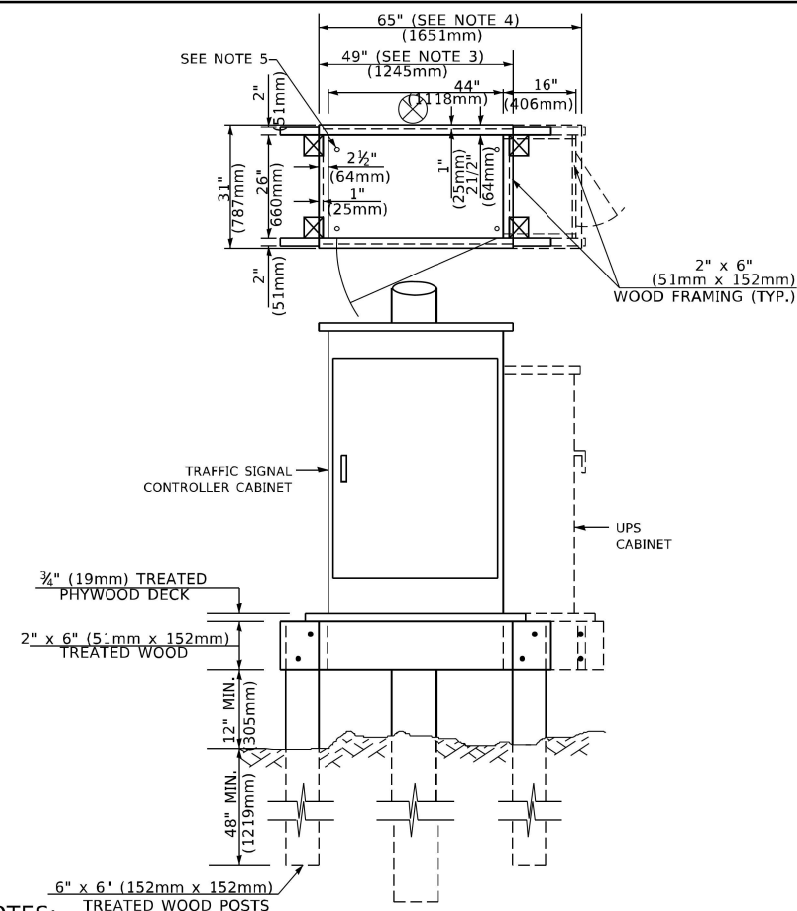 65" (SEE NOTE 4)
(1651mm)
SEE NOTE 5
49" (SEE NOTE 3)
(1245mm)
44"
(1118mm)
16"
(406mm)
2"
(51mm)
31"
(787mm)
26"
660mm)
2"
(51mm)
2½"
(64mm)
1"
(25mm)
1"
(25mm)
2 1/2"
(64mm)
2" x 6"
(51mm x 152mm)
WOOD FRAMING (TYP.)
TRAFFIC SIGNAL
CONTROLLER CABINET
UPS
CABINET
¾" (19mm) TREATED
PHYWOOD DECK
2" x 6" (51mm x 152mm)
TREATED WOOD
12" MIN.
(305mm)
48" MIN.
(1219mm)
6" x 6' (152mm x 152mm)
TREATED WOOD POSTS